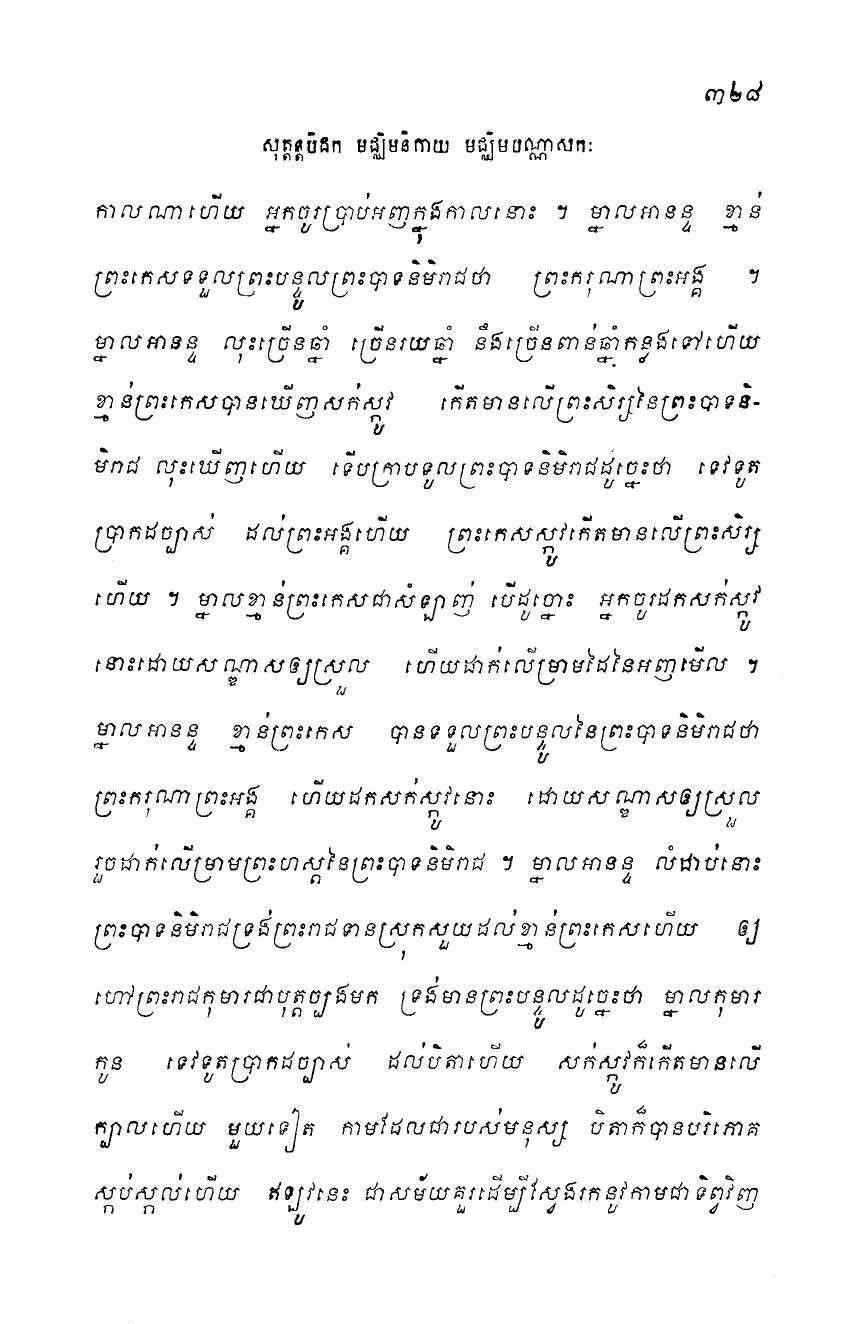 ៣២៨
សុត្តន្តបិដក មជ្ឈិមនិកាយ មជ្ឈិមបណ្ណាសកៈ
កាលណាហើយ អ្នកចូរប្រាប់អញក្នុងកាលនោះ ។ ម្នាលអានន្ទ ខ្មាន់
ព្រះកេសទទួលព្រះបន្ទូលព្រះបាទនិមិរាជថា ព្រះករុណាព្រះអង្គ ។
ម្នាលអានន្ទ លុះច្រើនឆ្នាំ ច្រើនរយឆ្នាំ នឹងច្រើនពាន់ឆ្នាំកន្លងទៅហើយ
ខ្មាន់ព្រះកេសបានឃើញសក់ស្កូវ កើតមានលើព្រះសិរ្សនៃព្រះបាទនិ-
មិរាជ លុះឃើញហើយ ទើបក្រាបទូលព្រះបាទនិមិរាជដូច្នេះថា ទេវទូត
ប្រាកដច្បាស់ ដល់ព្រះអង្គហើយ ព្រះកេសស្កូវកើតមានលើព្រះសិរ្ស
ហើយ ។ ម្នាលខ្មាន់ព្រះកេសជាសំឡាញ់ បើដូច្នោះ អ្នកចូរដកសក់ស្កូវ
នោះដោយសណ្ឌាសឲ្យស្រួល ហើយដាក់លើម្រាមដៃនៃអញមើល ។
ម្នាលអានន្ទ ខ្មាន់ព្រះកេស បានទទួលព្រះបន្ទូលនៃព្រះបាទនិមិរាជថា
ព្រះករុណាព្រះអង្គ ហើយដកសក់ស្កូវនោះ ដោយសណ្ឌាសឲ្យស្រួល
រួចដាក់លើម្រាមព្រះហស្តនៃព្រះបាទនិមិរាជ ។ ម្នាលអានន្ទ លំដាប់នោះ
ព្រះបាទនិមិរាជទ្រង់ព្រះរាជទានស្រុកសួយដល់ខ្មាន់ព្រះកេសហើយ ឲ្យ
ហៅព្រះរាជកុមារជាបុត្តច្បងមក ទ្រង់មានព្រះបន្ទូលដូច្នេះថា ម្នាលកុមារ
កូន ទេវទូតប្រាកដច្បាស់ ដល់បិតាហើយ សក់ស្កូវក៏កើតមានលើ
ក្បាលហើយ មួយទៀត កាមដែលជារបស់មនុស្ស បិតាក៏បានបរិភោគ
ស្កប់ស្កល់ហើយ ឥឡូវនេះ ជាសម័យគួរដើម្បីស្វែងរកនូវកាមជាទិព្វវិញ